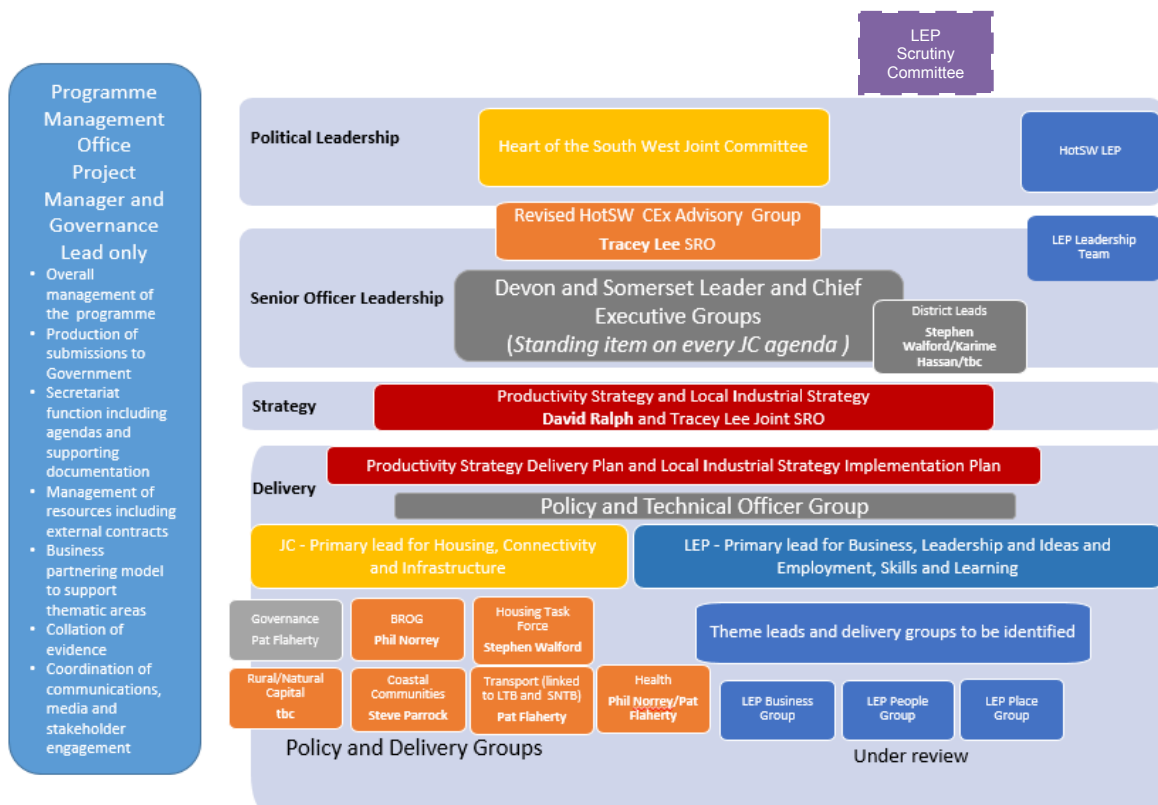 LEP
Scrutiny
Committee
Programme
Management
Office
Project
Manager and
Governance
Lead only
• Overall
management of
the programme
• Production of
submissions to
Government
• Secretariat
function including
agendas and
supporting
documentation
• Management of
resources including
external contracts
• Business
partnering model
to support
thematic areas
• Collation of
evidence
• Coordination of
communications,
media and
stakeholder
engagement
Political Leadership
Heart of the South West Joint Committee
HotSW LEP
Revised HotSW CEx Advisory Group
Tracey Lee SRO
LEP Leadership
Team
Senior Officer Leadership
Devon and Somerset Leader and Chief
Executive Groups
(Standing item on every JC agenda )
District Leads
Stephen
Walford/Karime
Hassan/tbc
Strategy
Productivity Strategy and Local Industrial Strategy
David Ralph and Tracey Lee Joint SRO
Delivery
Productivity Strategy Delivery Plan and Local Industrial Strategy Implementation Plan
Policy and Technical Officer Group
JC - Primary lead for Housing, Connectivity
and Infrastructure
LEP - Primary lead for Business, Leadership and Ideas and
Employment, Skills and Learning
Governance
Pat Flaherty
BROG
Phil Norrey
Housing Task
Force
Stephen Walford
Theme leads and delivery groups to be identified
Rural/Natural
Capital
tbc
Coastal
Communities
Steve Parrock
Transport (linked
to LTB and SNTB)
Pat Flaherty
Health
Phil Norrey/Pat
Flaherty
LEP Business
Group
LEP People
Group
LEP Place
Group
Policy and Delivery Groups
Under review